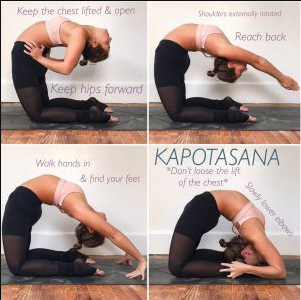 Keep the chest lifted & open
Keep hips forward
Shoulders externally rotated
Reach back
Walk hands in
& find your feet
KAPOTASANA
*Don't loose the lift
of the chest*
Slowly lower elbows